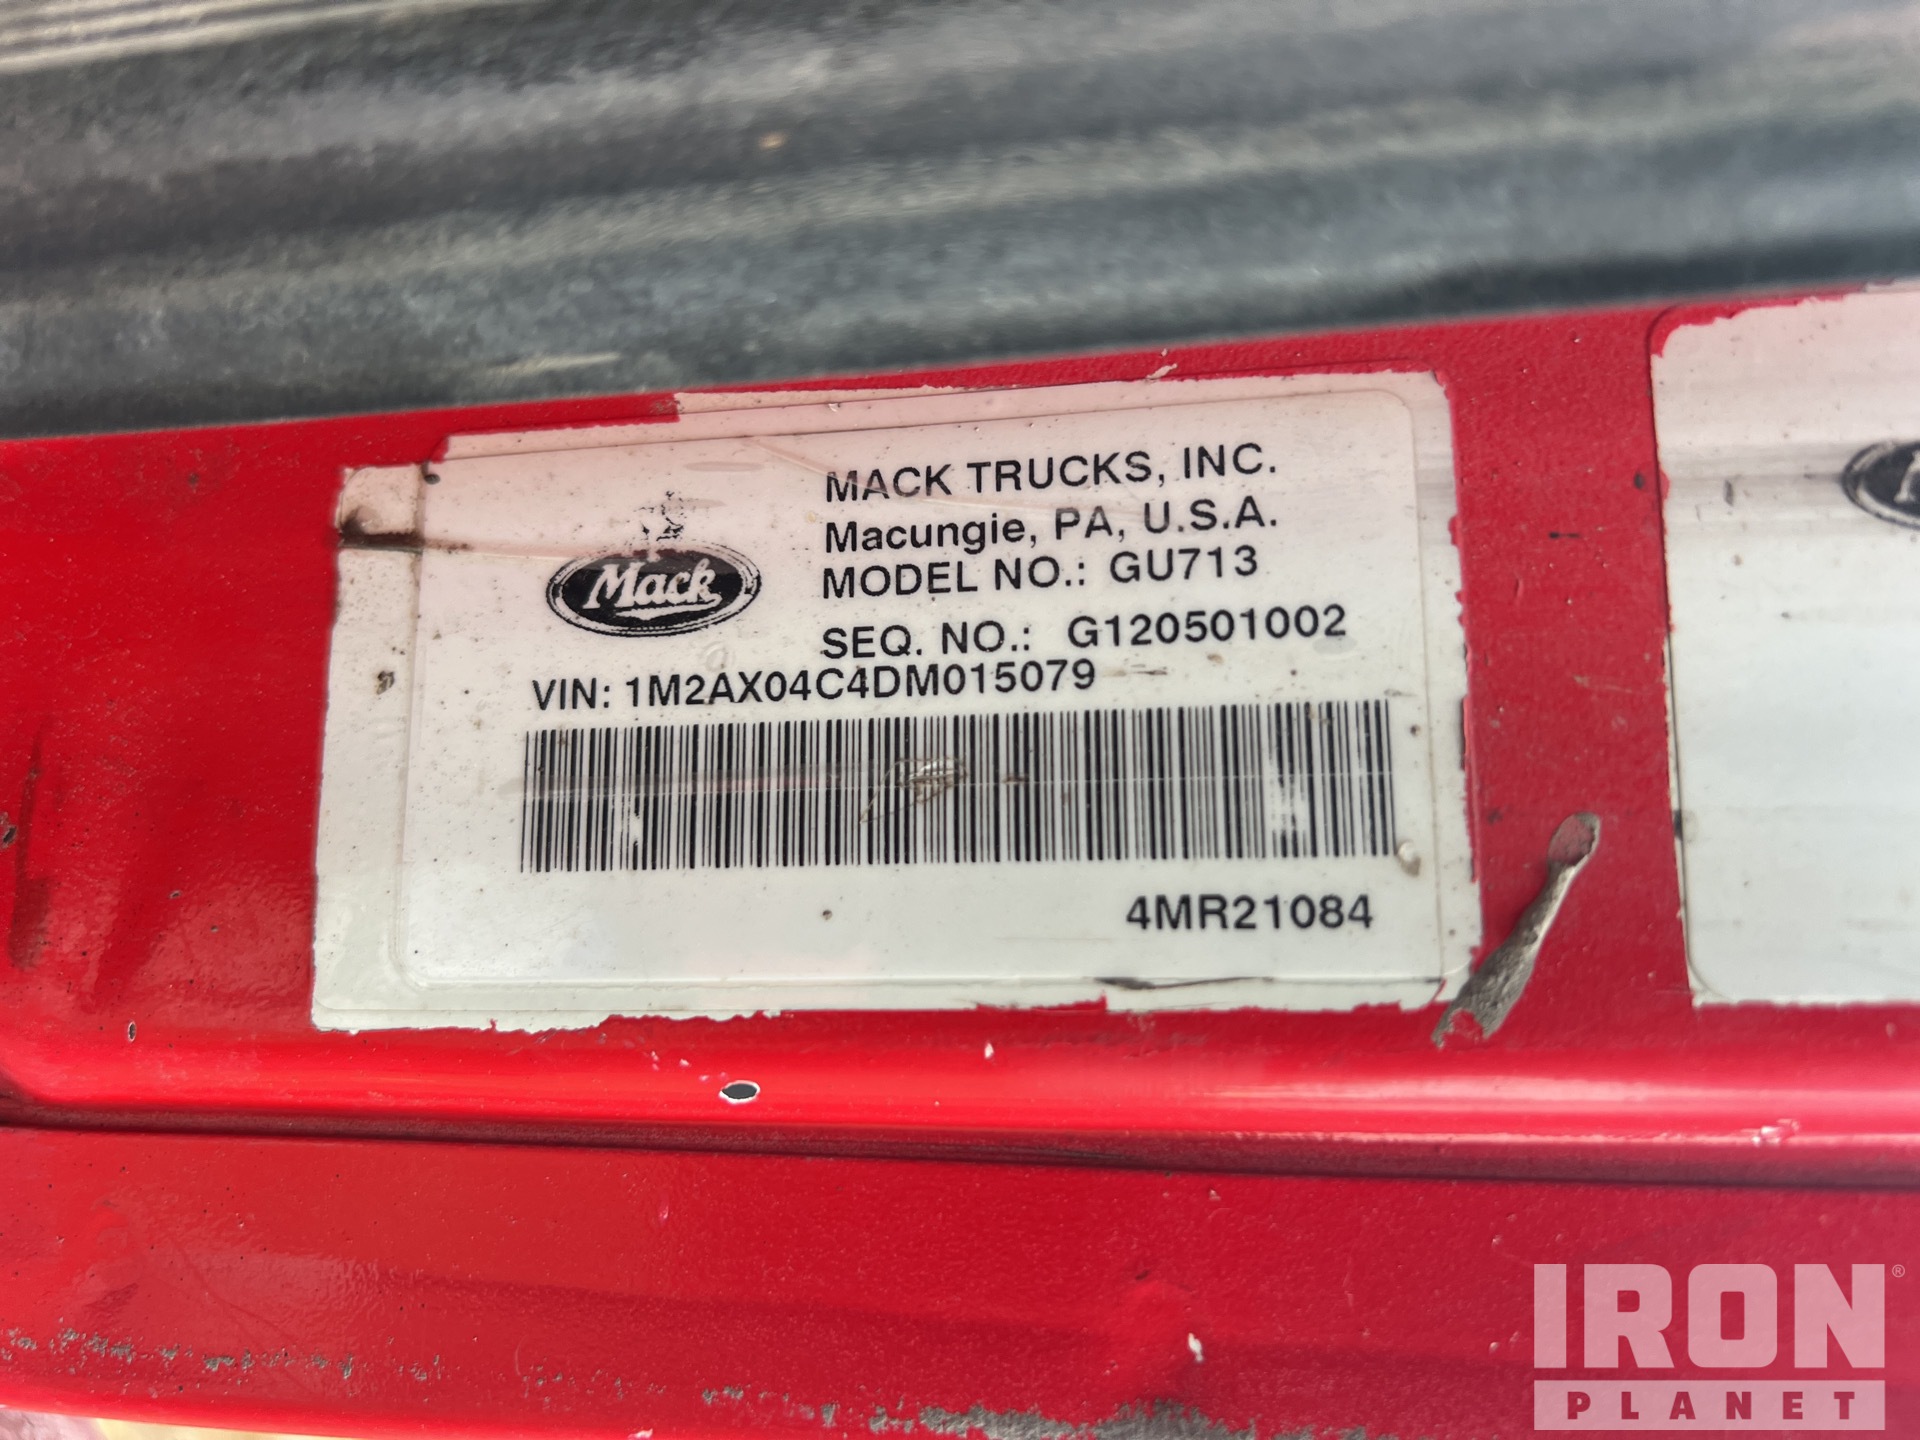 MACK TRUCKS, INC.
Macungie, PA, U.S.A.
MODEL NO.: GU713
Mack
SEQ. NO.: G120501002
VIN: 1M2AX04C4DM015079
4MR21084
IRON®
PLANET